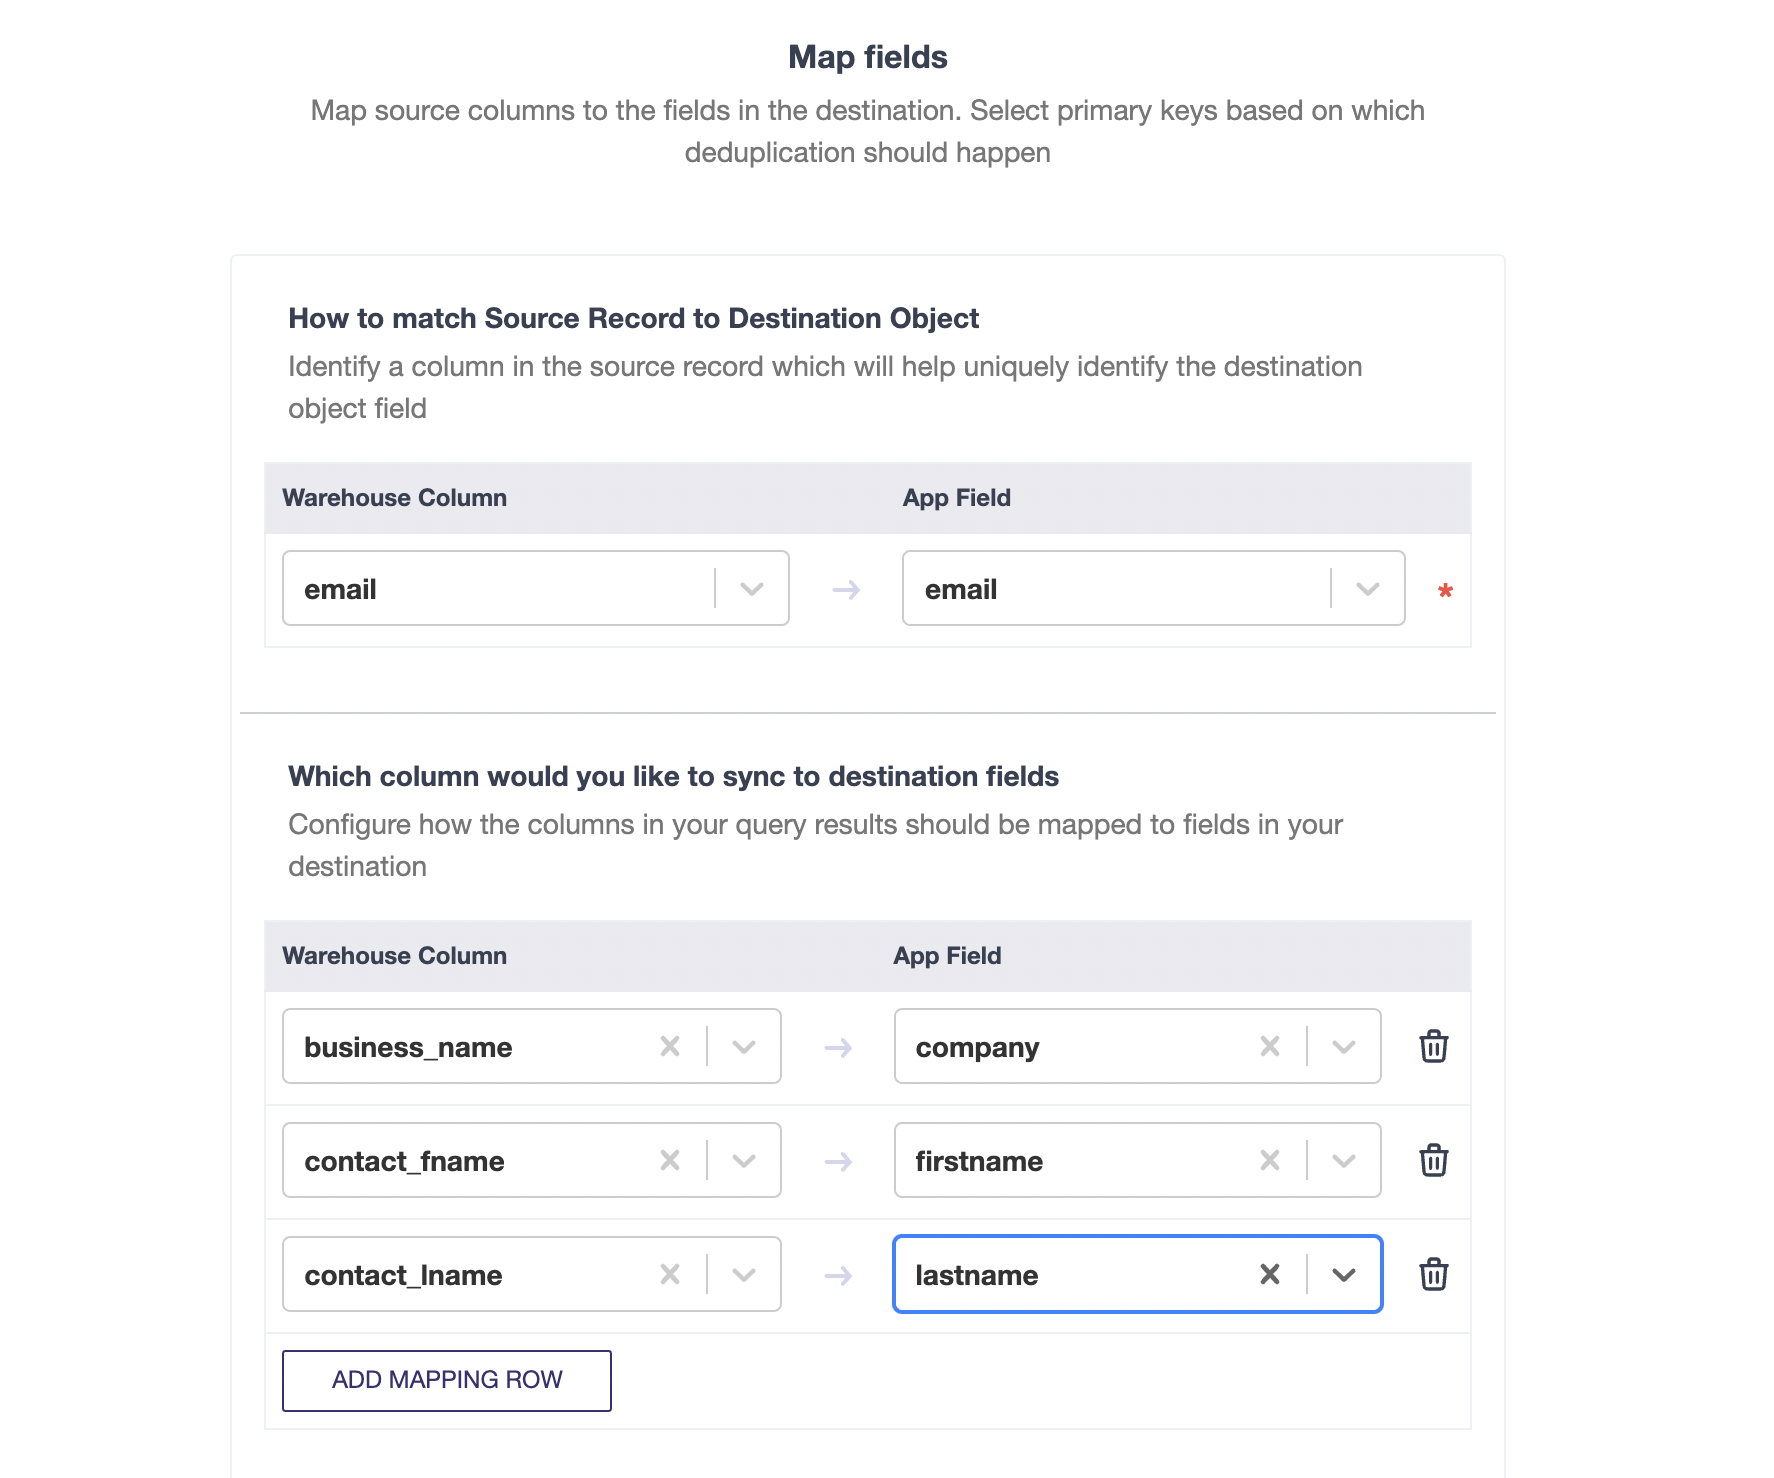 Map fields
Map source columns to the fields in the destination. Select primary keys based on which
deduplication should happen
How to match Source Record to Destination Object
Identify a column in the source record which will help uniquely identify the destination
object field
Warehouse Column App Field
email email *
Which column would you like to sync to destination fields
Configure how the columns in your query results should be mapped to fields in your
destination
Warehouse Column App Field
business_name company
contact_fname firstname
contact_lname lastname
ADD MAPPING ROW